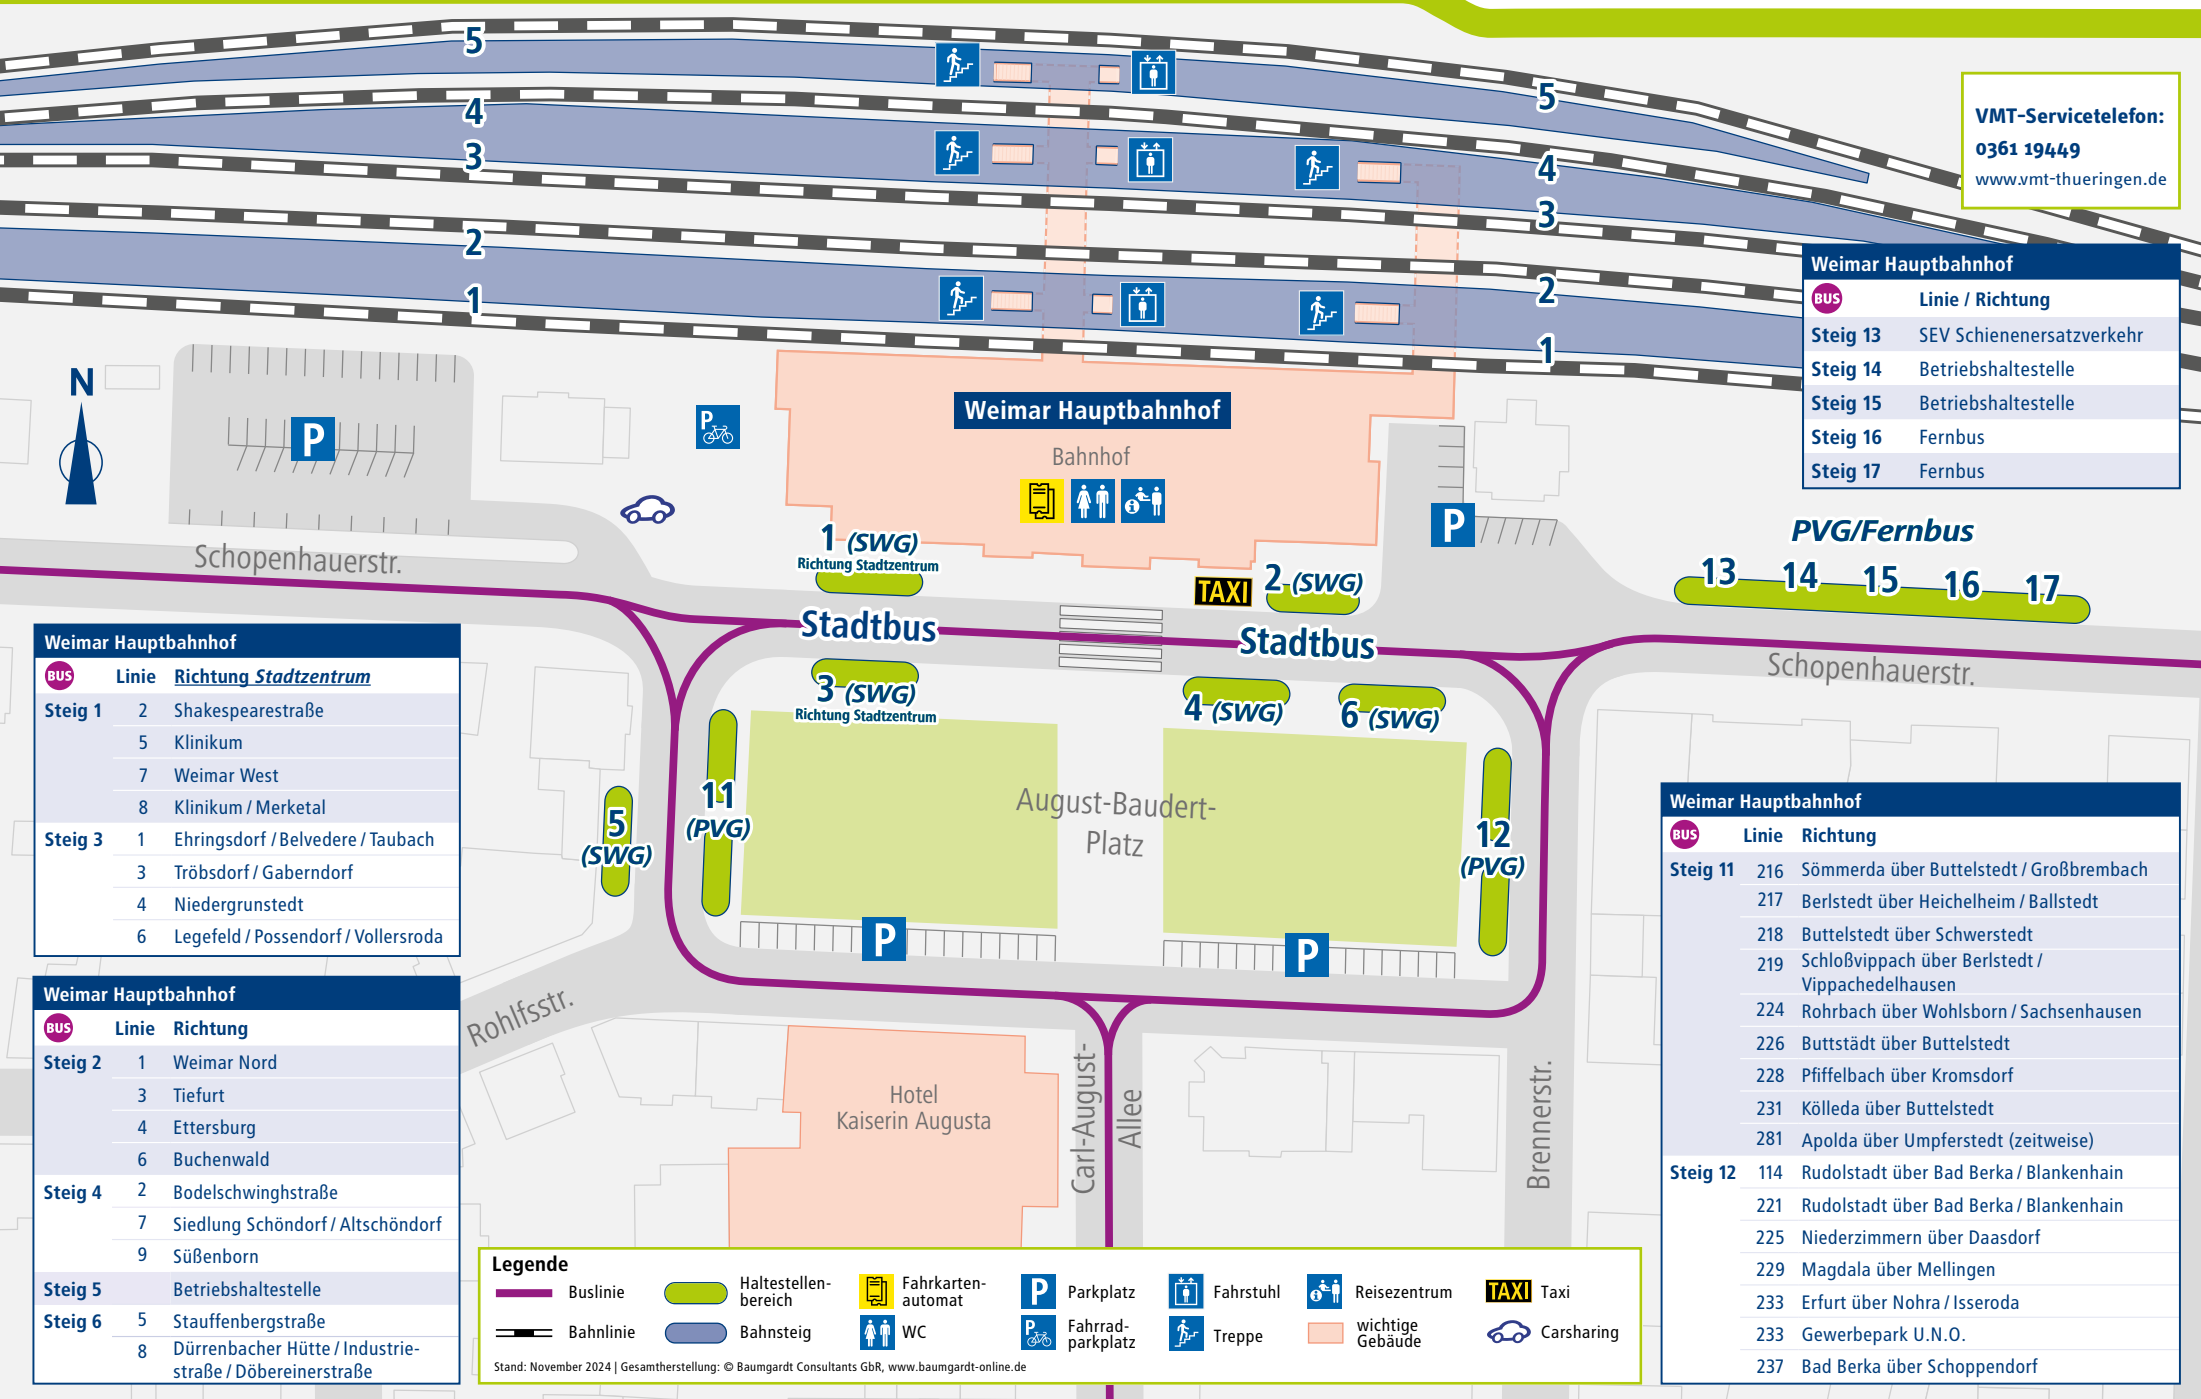 5
4
3
2
1
5
4
3
2
1
VMT-Servicetelefon:
0361 19449
www.vmt-thueringen.de
Weimar Hauptbahnhof
BUS Linie / Richtung
Steig 13 SEV Schienenersatzverkehr
Steig 14 Betriebshaltestelle
Steig 15 Betriebshaltestelle
Steig 16 Fernbus
Steig 17 Fernbus
N
P
P
Weimar Hauptbahnhof
Bahnhof
P
Schopenhauerstr.
1 (SWG)
Richtung Stadtzentrum
TAXI
2 (SWG)
PVG/Fernbus
13 14 15 16 17
Stadtbus
Stadtbus
Schopenhauerstr.
3 (SWG)
Richtung Stadtzentrum
4 (SWG)
6 (SWG)
5
(SWG)
11
(PVG)
August-Baudert-
Platz
12
(PVG)
P
P
Rohlfsstr.
Hotel
Kaiserin Augusta
Carl-August-
Allee
Brennerstr.
Weimar Hauptbahnhof
BUS Linie Richtung Stadtzentrum
Steig 1 2 Shakespearestraße
5 Klinikum
7 Weimar West
8 Klinikum / Merketal
Steig 3 1 Ehringsdorf / Belvedere / Taubach
3 Tröbsdorf / Gaberndorf
4 Niedergrunstedt
6 Legefeld / Possendorf / Vollersroda
Weimar Hauptbahnhof
BUS Linie Richtung
Steig 2 1 Weimar Nord
3 Tiefurt
4 Ettersburg
6 Buchenwald
Steig 4 2 Bodelschwinghstraße
7 Siedlung Schöndorf / Altschöndorf
9 Süßenborn
Steig 5 Betriebshaltestelle
Steig 6 5 Stauffenbergstraße
8 Dürrenbacher Hütte / Industrie-
straße / Döbereinerstraße
Weimar Hauptbahnhof
BUS Linie Richtung
Steig 11 216 Sömmerda über Buttelstedt / Großbrembach
217 Berlstedt über Heichelheim / Ballstedt
218 Buttelstedt über Schwerstedt
219 Schloßvippach über Berlstedt /
Vippachedelhausen
224 Rohrbach über Wohlsborn / Sachsenhausen
226 Buttstädt über Buttelstedt
228 Pfiffelbach über Kromsdorf
231 Kölleda über Buttelstedt
281 Apolda über Umpferstedt (zeitweise)
Steig 12 114 Rudolstadt über Bad Berka / Blankenhain
221 Rudolstadt über Bad Berka / Blankenhain
225 Niederzimmern über Daasdorf
229 Magdala über Mellingen
233 Erfurt über Nohra / Isseroda
233 Gewerbepark U.N.O.
237 Bad Berka über Schoppendorf
Legende
Buslinie
Haltestellen-
bereich
Fahrkarten-
automat
P Parkplatz
Fahrstuhl
Reisezentrum
TAXI Taxi
Bahnlinie
Bahnsteig
WC
P Fahrrad-
parkplatz
Treppe
wichtige
Gebäude
Carsharing
Stand: November 2024 | Gesamtherstellung: © Baumgardt Consultants GbR, www.baumgardt-online.de